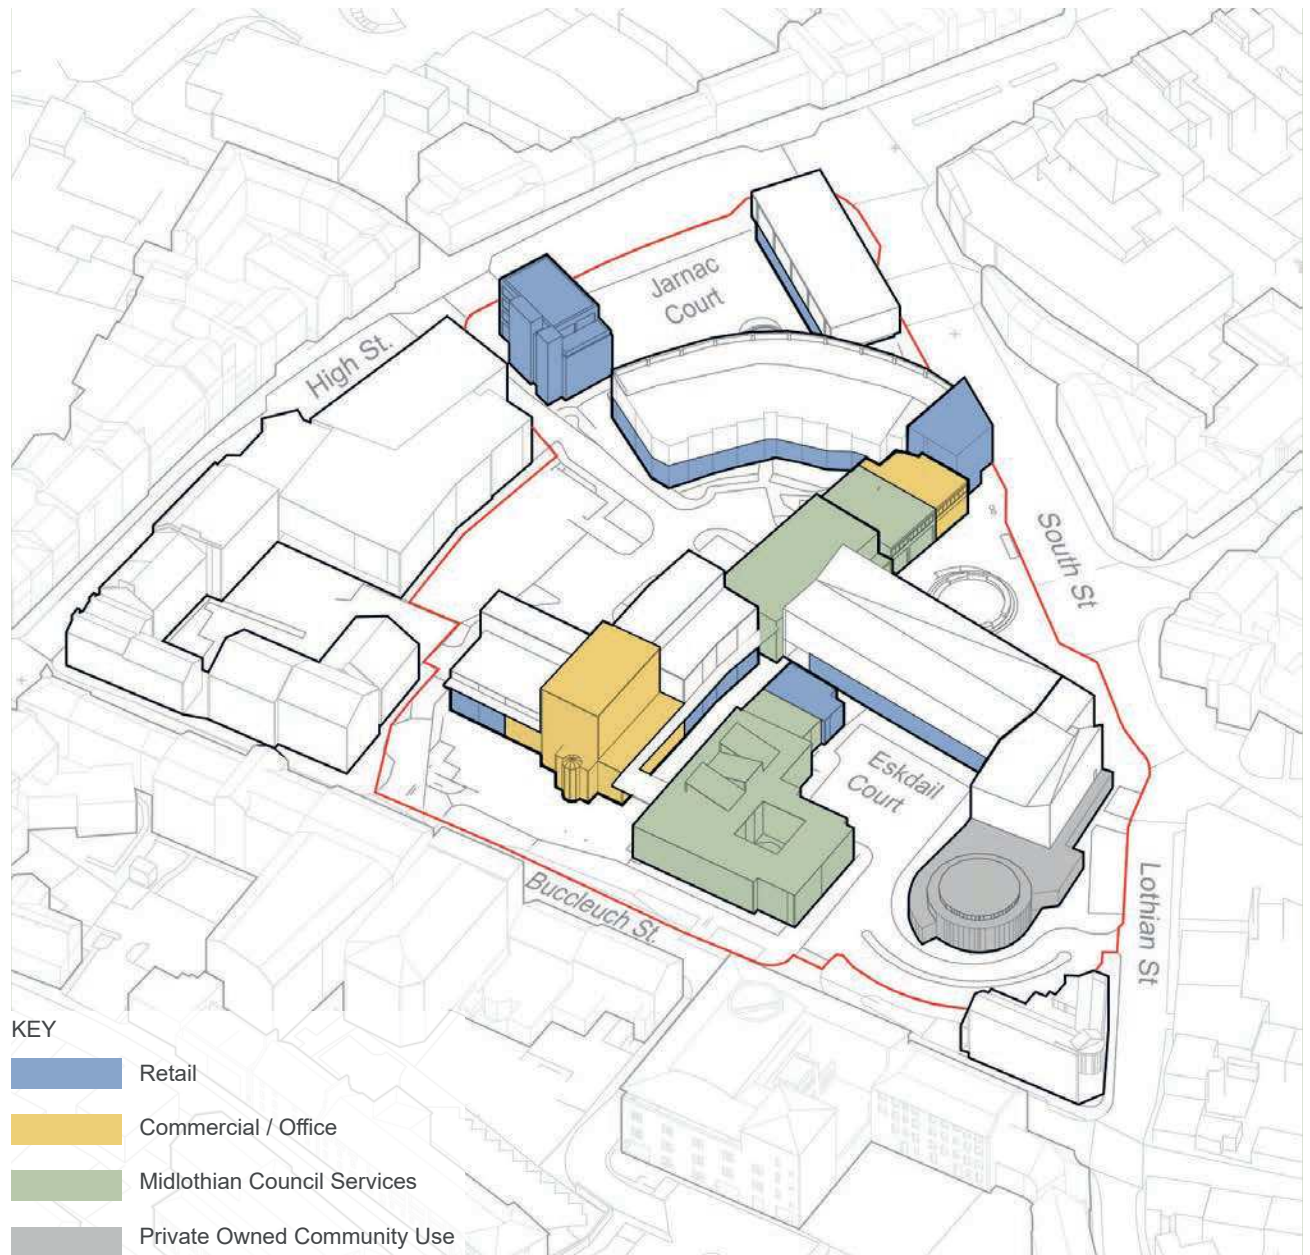 Jarnac
Court
High St.
South St
Eskdail
Court
Buccleuch St.
Lothian St
KEY
Retail
Commercial / Office
Midlothian Council Services
Private Owned Community Use